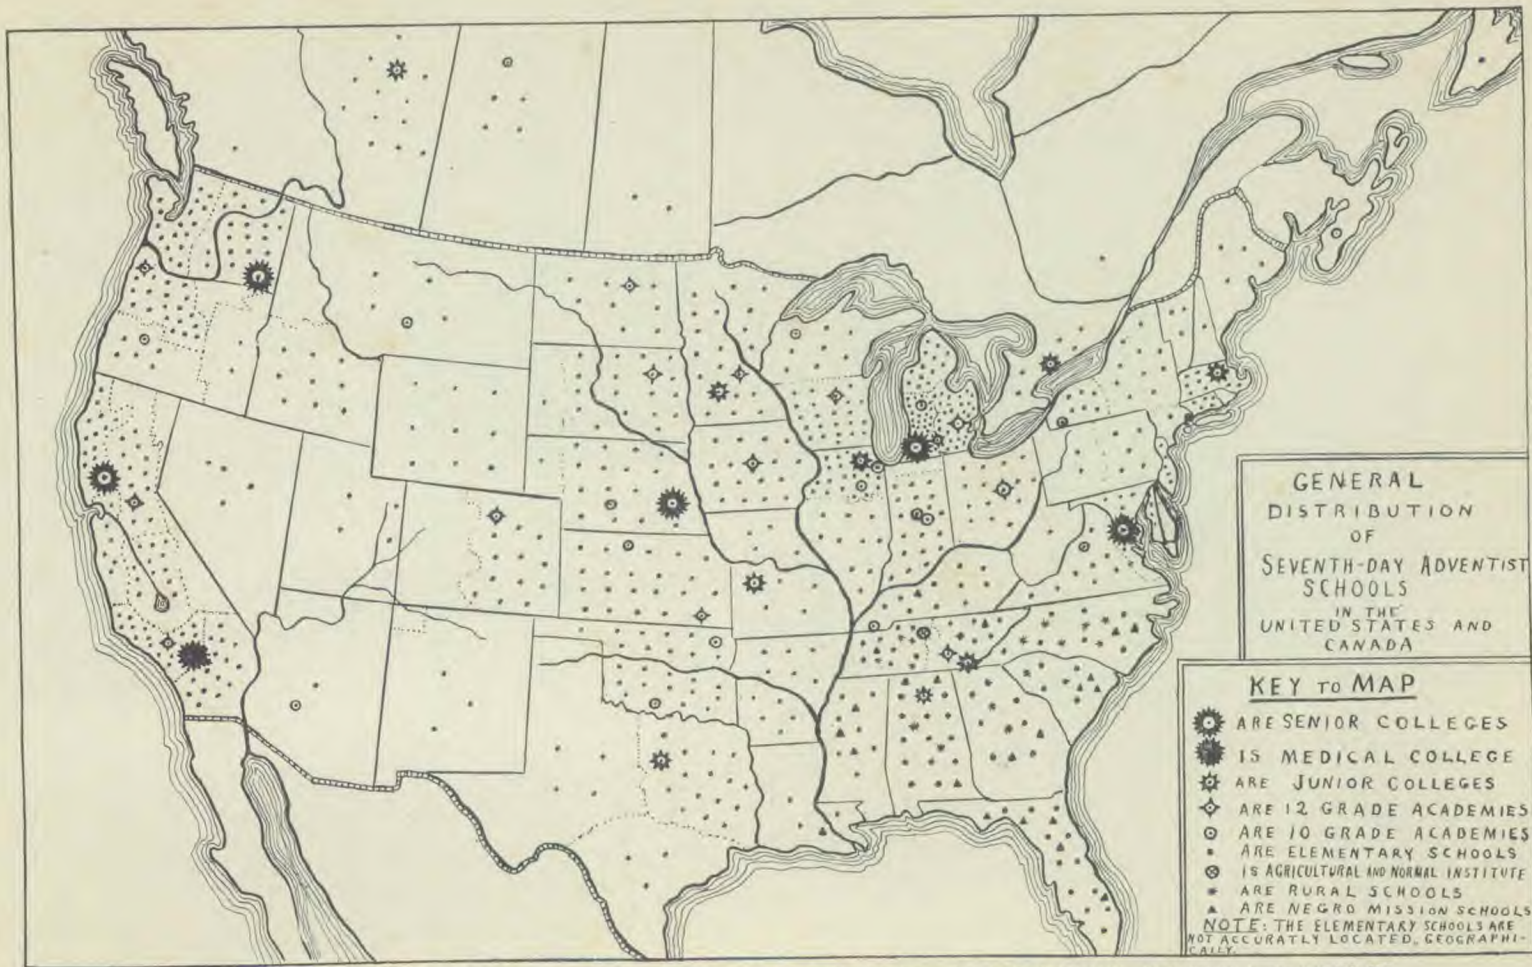 GENERAL
DISTRIBUTION
OF
SEVENTH-DAY ADVENTIST
SCHOOLS
IN THE
UNITED STATES AND
CANADA
KEY TO MAP
ARE SENIOR COLLEGES
IS MEDICAL COLLEGE
ARE JUNIOR COLLEGES
ARE 12 GRADE ACADEMIES
ARE 10 GRADE ACADEMIES
ARE ELEMENTARY SCHOOLS
IS AGRICULTURAL AND NORMAL INSTITUTE
ARE RURAL SCHOOLS
ARE NEGRO MISSION SCHOOLS
NOTE: THE ELEMENTARY SCHOOLS ARE
NOT ACCURATLY LOCATED, GEOGRAPHI-
CALLY.